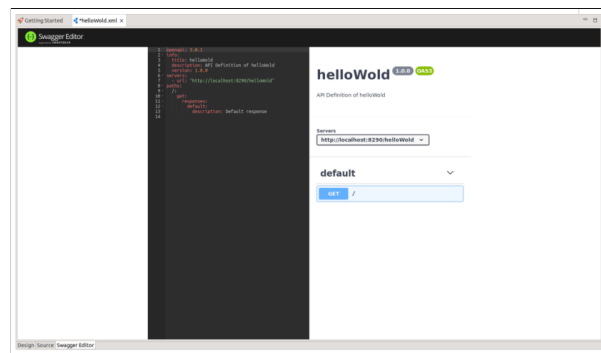 Getting Started
*helloWold.xml
Swagger Editor
1 openapi: 3.0.1
2 info:
3 title: helloWold
4 description: API Definition of helloWold
5 version: 1.0.0
6 servers:
7 - url: "http://localhost:8290/helloWold"
8 paths:
9 /:
10 get:
11 responses:
12 default:
13 description: Default response
14
helloWold 1.0.0 OAS3
API Definition of helloWold
Servers
http://localhost:8290/helloWold
default
GET /
Design Source Swagger Editor